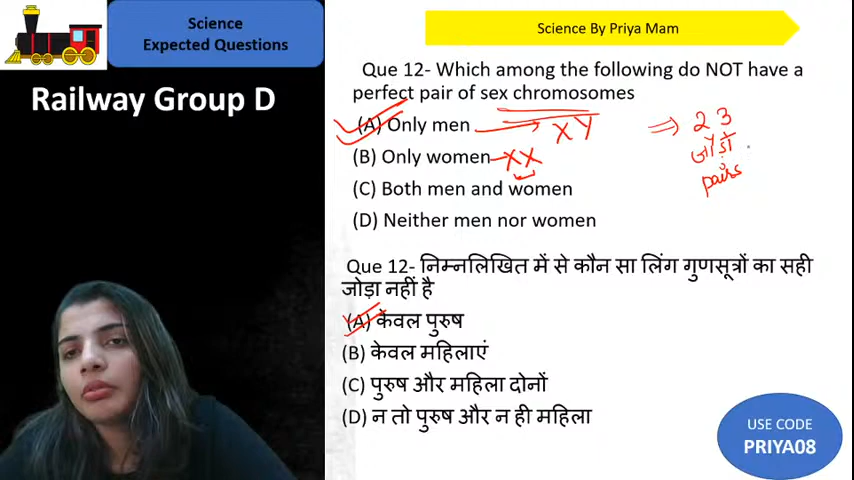 Science
Expected Questions
Science By Priya Mam
Railway Group D
Que 12- Which among the following do NOT have a
perfect pair of sex chromosomes
(A) Only men XY
(B) Only women XX
(C) Both men and women
(D) Neither men nor women
23
जोड़ा
pairs
Que 12- निम्नलिखित में से कौन सा लिंग गुणसूत्रों का सही
जोड़ा नहीं है
(A) केवल पुरुष
(B) केवल महिलाएं
(C) पुरुष और महिला दोनों
(D) न तो पुरुष और न ही महिला
USE CODE
PRIYA08